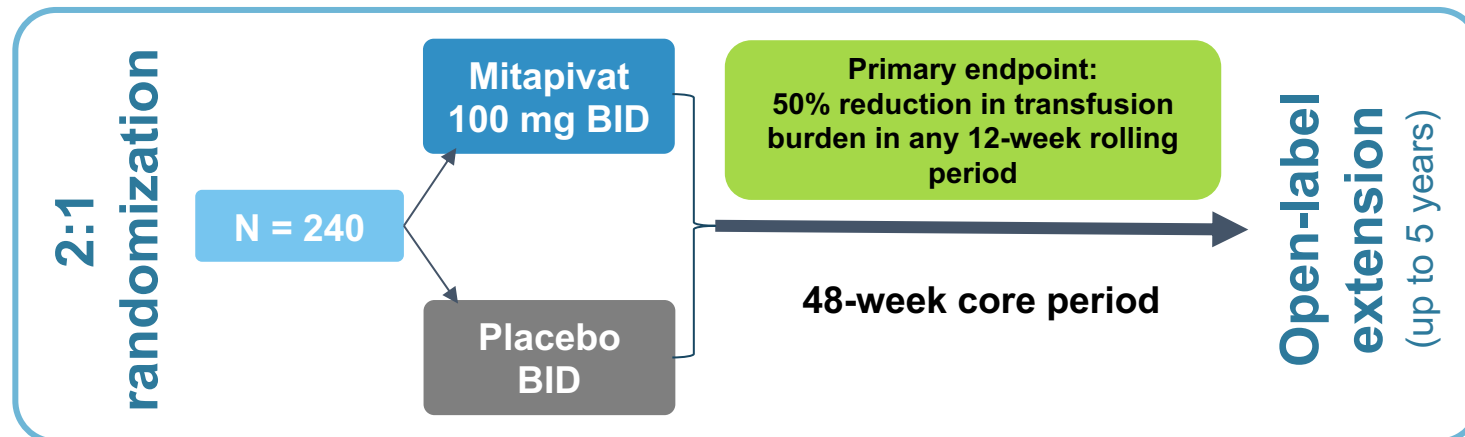 2:1
randomization
N = 240
Mitapivat
100 mg BID
Placebo
BID
Primary endpoint:
50% reduction in transfusion
burden in any 12-week rolling
period
48-week core period
Open-label
extension
(up to 5 years)